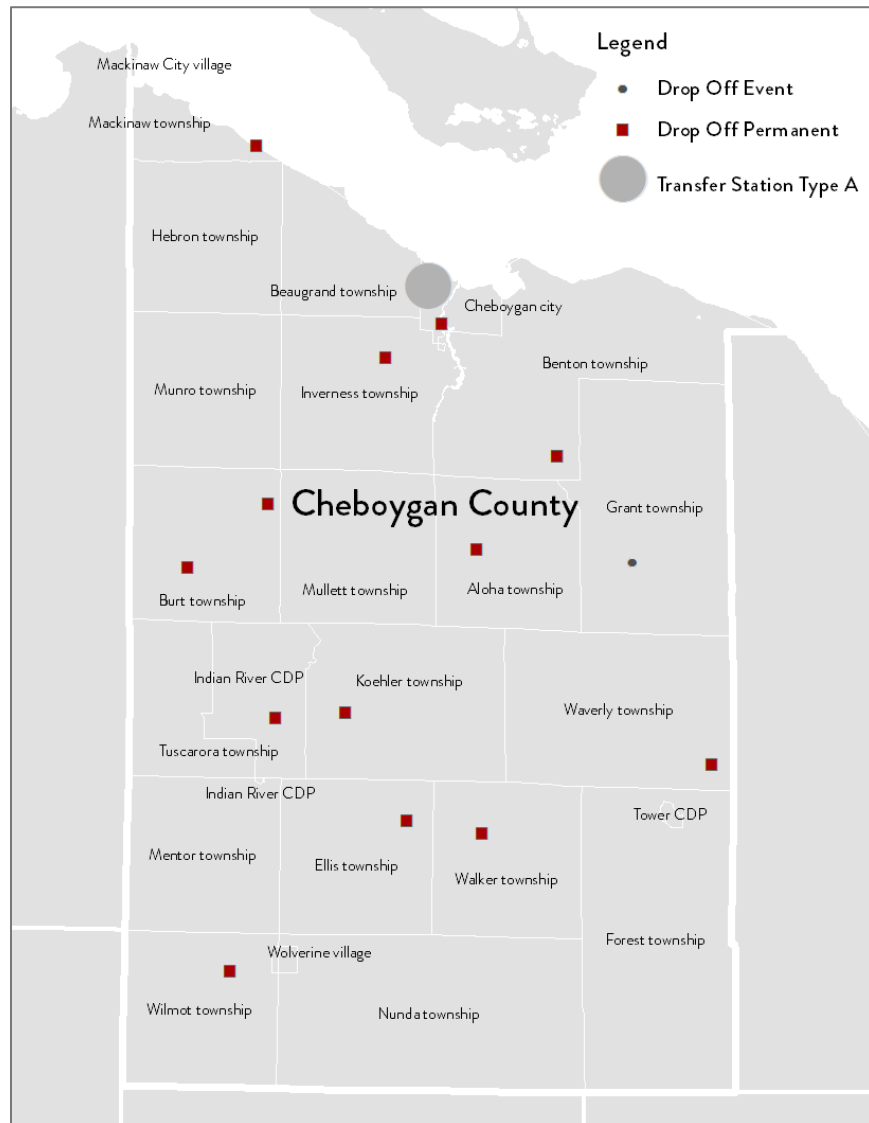 Legend
Mackinaw City village
Drop Off Event
Mackinaw township
Drop Off Permanent
Transfer Station Type A
Hebron township
Beaugrand township
Cheboygan city
Benton township
Munro township
Inverness township
Cheboygan County
Grant township
Burt township
Mullett township
Aloha township
Indian River CDP
Koehler township
Waverly township
Tuscarora township
Indian River CDP
Tower CDP
Mentor township
Ellis township
Walker township
Forest township
Wolverine village
Wilmot township
Nunda township